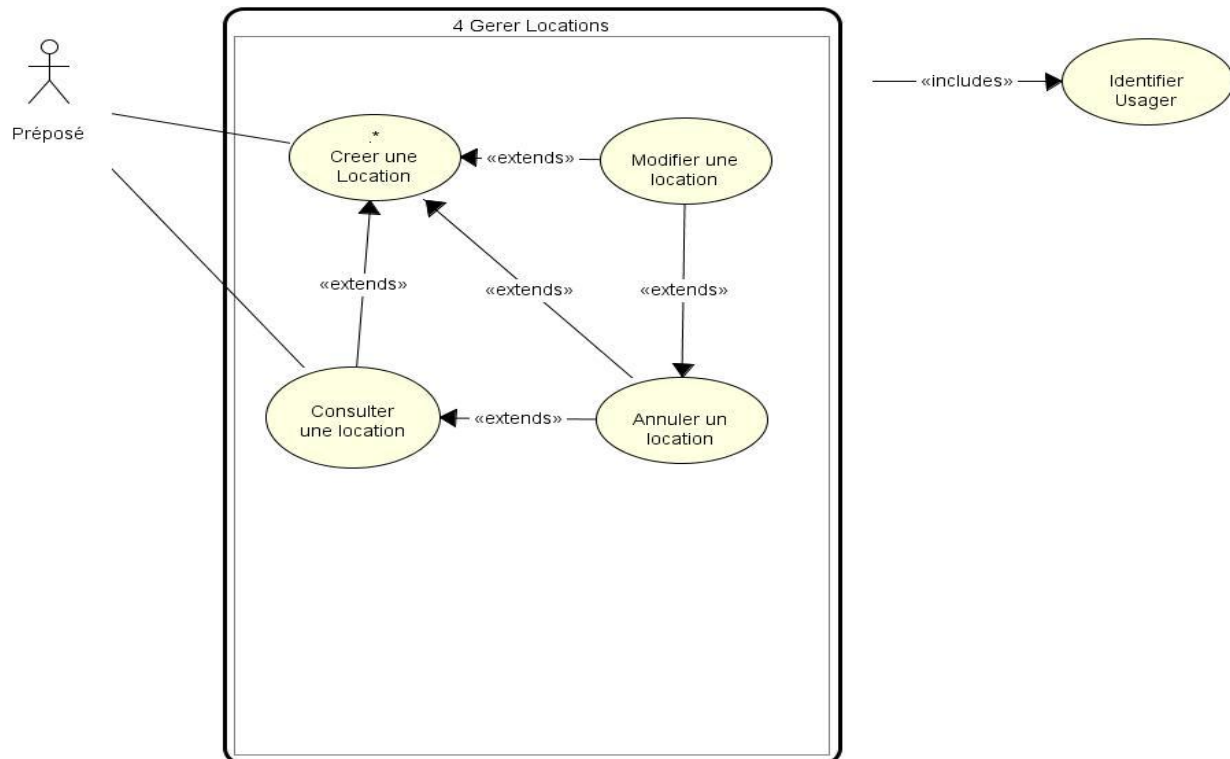 4 Gerer Locations
Préposé
«includes»
Identifier
Usager
.*
Creer une
Location
«extends»
Modifier une
location
«extends»
«extends»
«extends»
Consulter
une location
«extends»
Annuler un
location